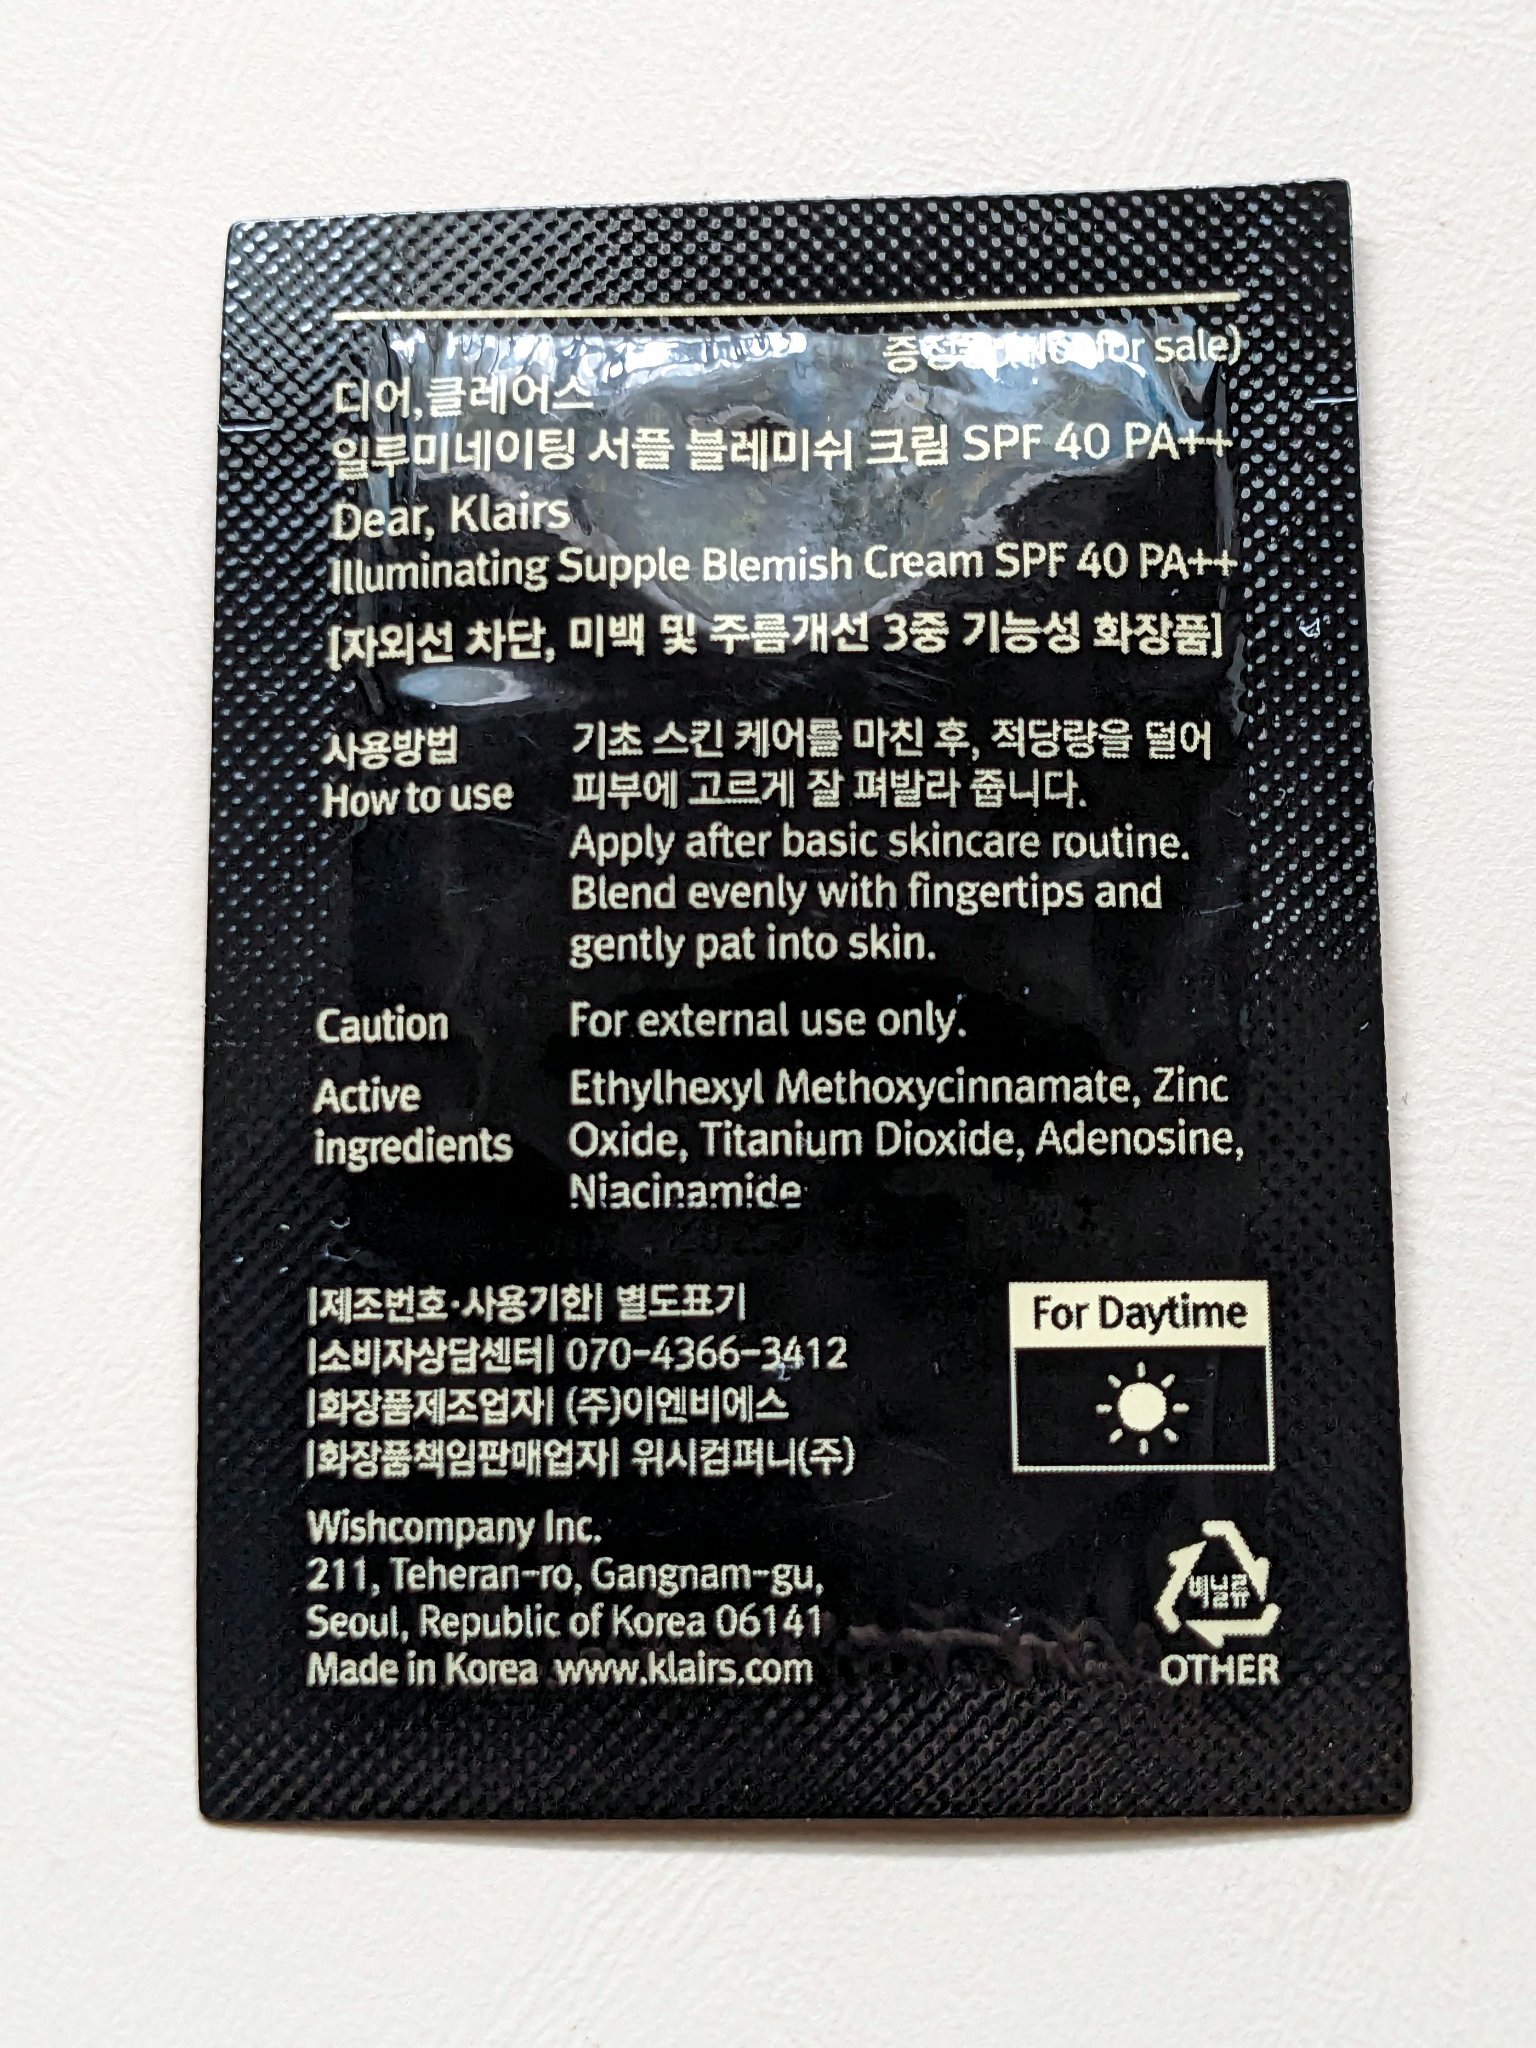 for sale)
디어,클레어스
일루미네이팅 서플 블레미쉬 크림 SPF 40 PA++
Dear, Klairs
Illuminating Supple Blemish Cream SPF 40 PA++
[자외선 차단, 미백 및 주름개선 3중 기능성 화장품]
사용방법
How to use
기초 스킨 케어를 마친 후, 적당량을 덜어
피부에 고르게 잘 펴발라 줍니다.
Apply after basic skincare routine.
Blend evenly with fingertips and
gently pat into skin.
Caution
For external use only.
Active
ingredients
Ethylhexyl Methoxycinnamate, Zinc
Oxide, Titanium Dioxide, Adenosine,
Niacinamide
|제조번호·사용기한| 별도표기
|소비자상담센터| 070-4366-3412
|화장품제조업자| (주)이엔비에스
|화장품책임판매업자| 위시컴퍼니(주)
For Daytime
Wishcompany Inc.
211, Teheran-ro, Gangnam-gu,
Seoul, Republic of Korea 06141
Made in Korea www.klairs.com
비닐류
OTHER